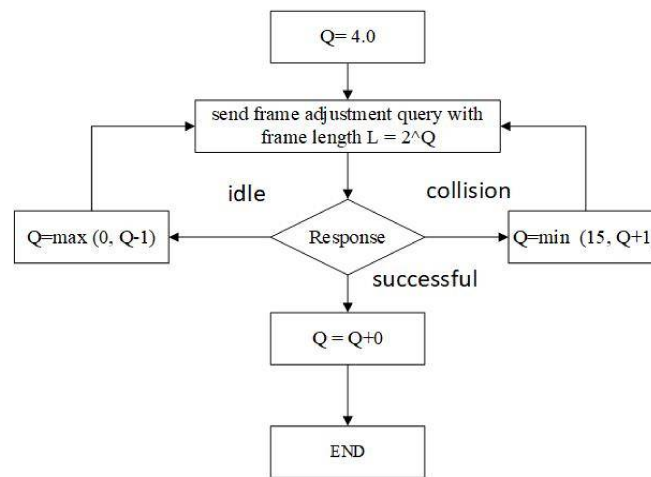 Q= 4.0
send frame adjustment query with
frame length L = 2^Q
idle
collision
Q=max (0, Q-1)
Response
Q=min (15, Q+1
successful
Q = Q+0
END